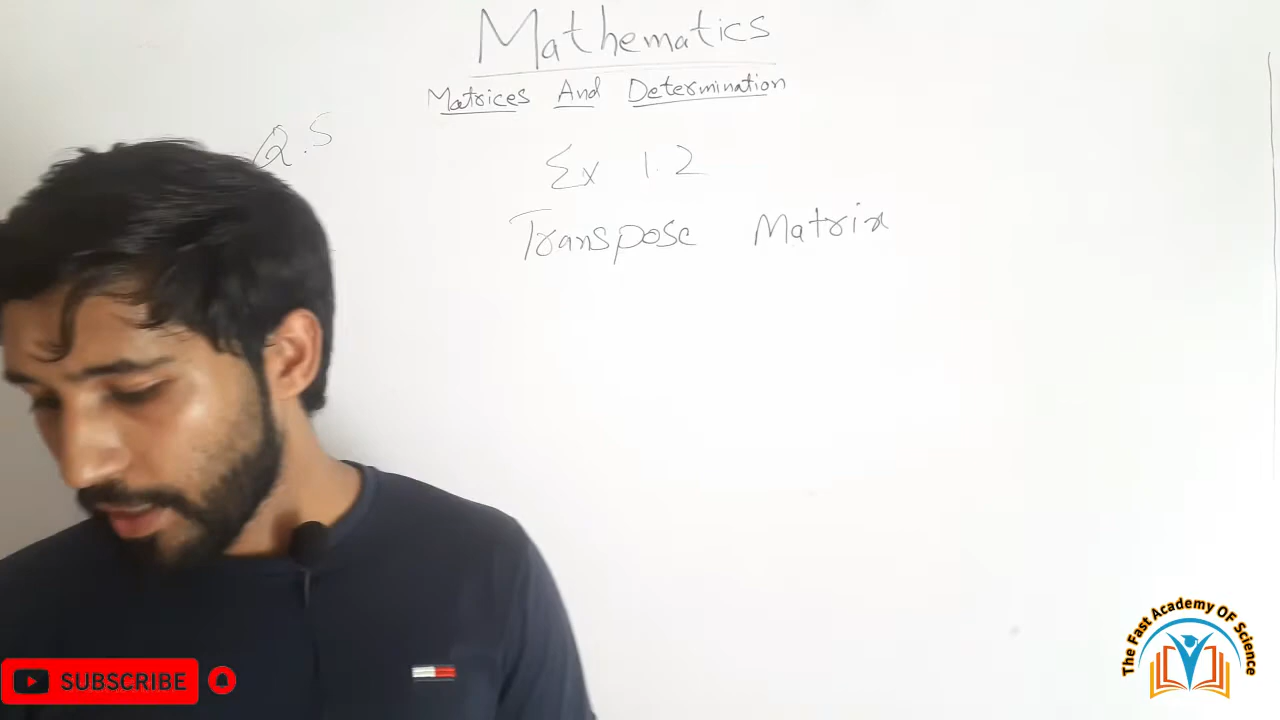 Mathematics
Matrices And Determination
Q.5
Ex 1.2
Transpose Matrix
The Fast Academy OF Science
SUBSCRIBE